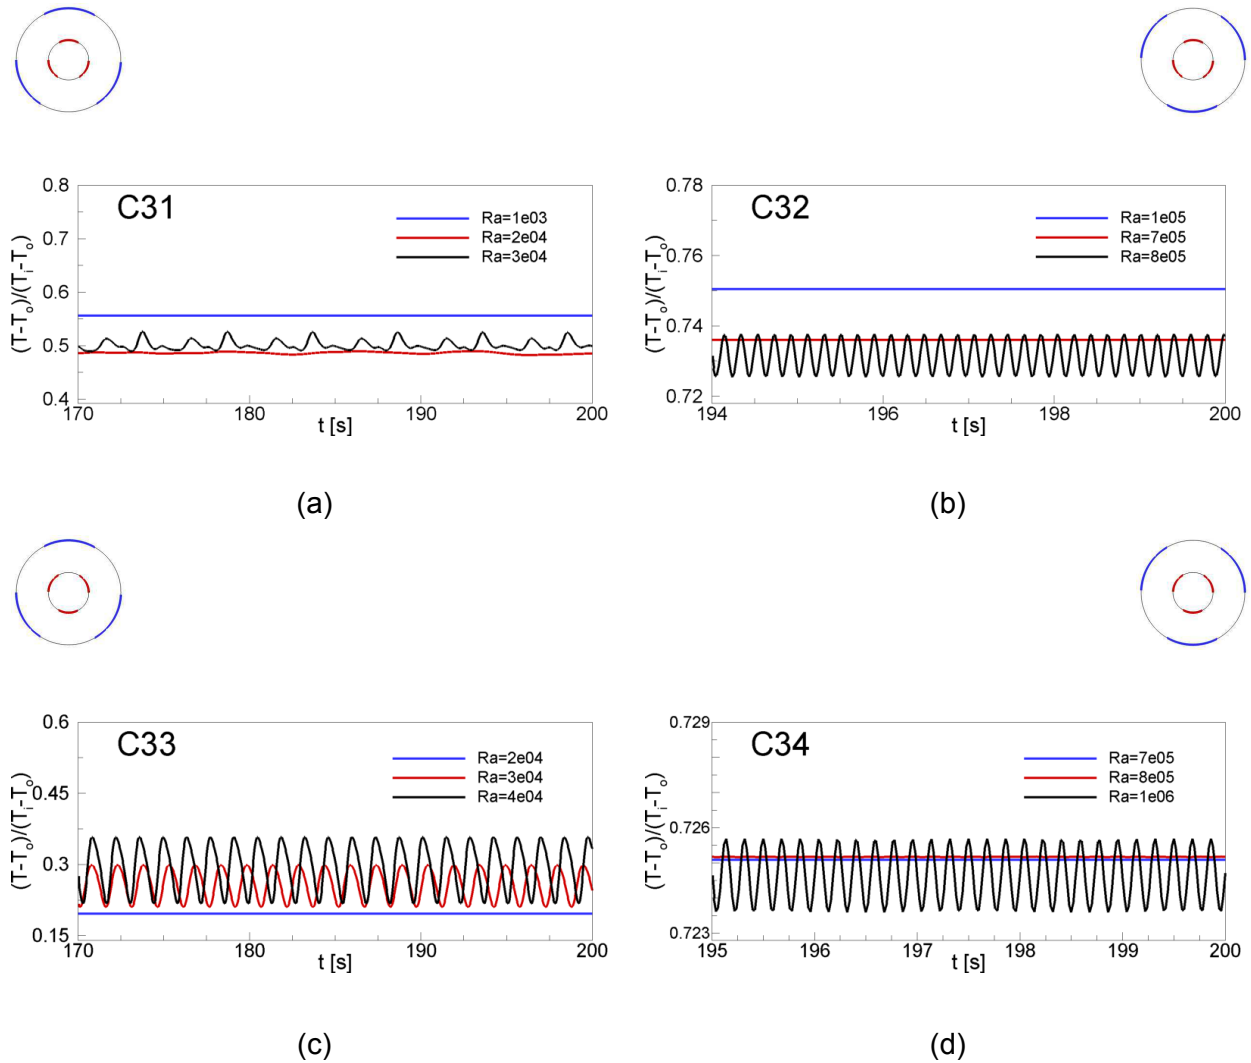 C31
Ra=1e03
Ra=2e04
Ra=3e04
(T-To)/(Ti-To)
0.8
0.7
0.6
0.5
0.4
170
180
190
200
t [s]
(a)
C32
Ra=1e05
Ra=7e05
Ra=8e05
(T-To)/(Ti-To)
0.78
0.76
0.74
0.72
194
196
198
200
t [s]
(b)
C33
Ra=2e04
Ra=3e04
Ra=4e04
(T-To)/(Ti-To)
0.6
0.45
0.3
0.15
170
180
190
200
t [s]
(c)
C34
Ra=7e05
Ra=8e05
Ra=1e06
(T-To)/(Ti-To)
0.729
0.726
0.723
195
196
197
198
199
200
t [s]
(d)